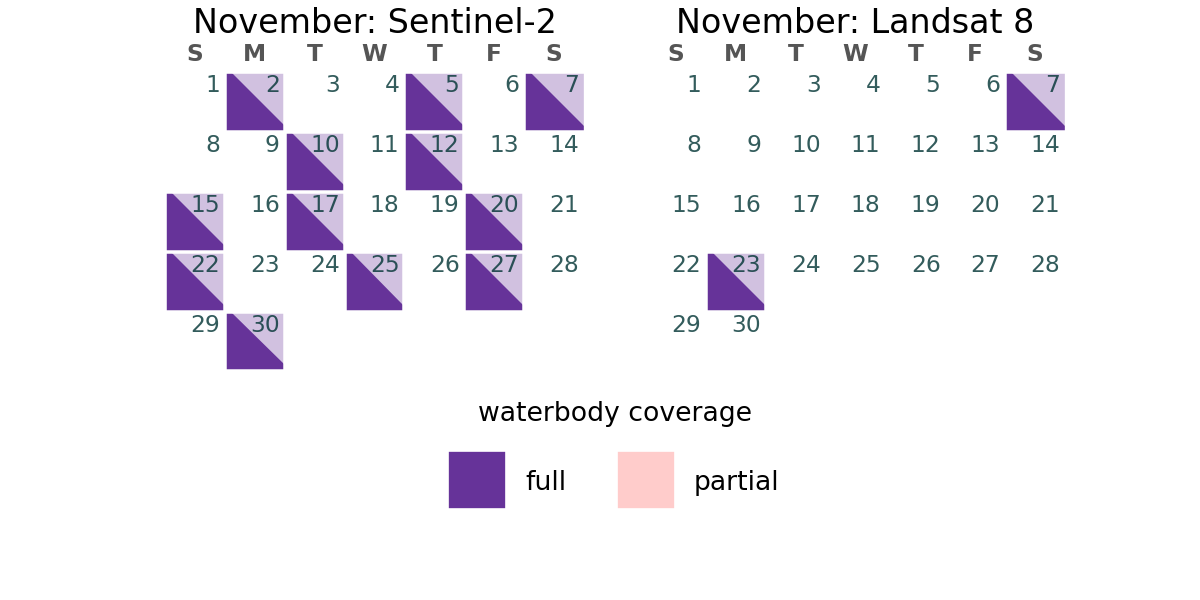 November: Sentinel-2
S M T W T F S
1 2 3 4 5 6 7
8 9 10 11 12 13 14
15 16 17 18 19 20 21
22 23 24 25 26 27 28
29 30
November: Landsat 8
S M T W T F S
1 2 3 4 5 6 7
8 9 10 11 12 13 14
15 16 17 18 19 20 21
22 23 24 25 26 27 28
29 30
waterbody coverage
full partial